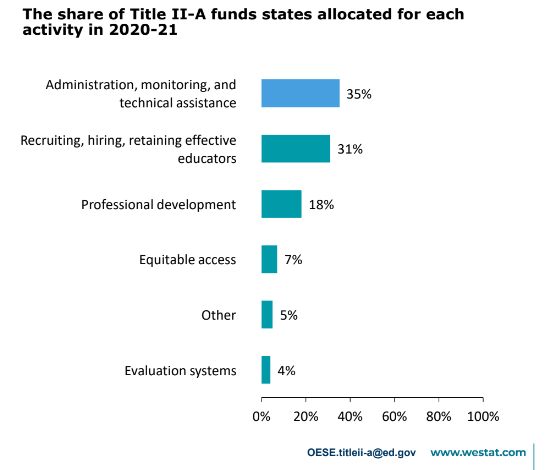 The share of Title II-A funds states allocated for each
activity in 2020-21
Administration, monitoring, and
technical assistance
35%
Recruiting, hiring, retaining effective
educators
31%
Professional development
18%
Equitable access
7%
Other
5%
Evaluation systems
4%
0% 20% 40% 60% 80% 100%
OESE.titleii-a@ed.gov www.westat.com